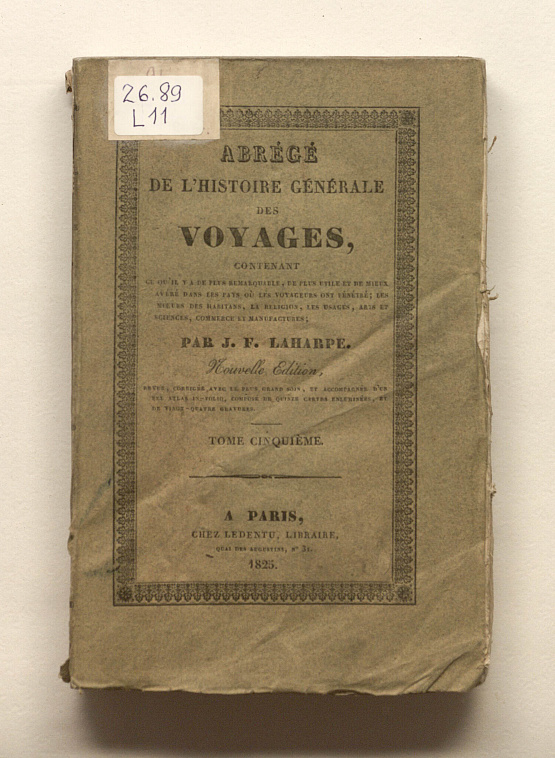 26.89
L11
ABRÉGÉ
DE L'HISTOIRE GÉNÉRALE
DES
VOYAGES,
CONTENANT
CE QU'IL Y A DE PLUS REMARQUABLE, DE PLUS UTILE ET DE MIEUX
AVÉRÉ DANS LES PAYS OÙ LES VOYAGEURS ONT PÉNÉTRÉ; LES
MOEURS DES HABITANS, LA RELIGION, LES USAGES, ARTS ET
SCIENCES, COMMERCE ET MANUFACTURES;
PAR J. F. LAHARPE.
Nouvelle Édition,
REVUE, CORRIGÉE AVEC LE PLUS GRAND SOIN, ET ACCOMPAGNÉE D'UN
BEL ATLAS IN-FOLIO, COMPOSÉ DE QUINZE CARTES ENLUMINÉES, ET
DE VINGT-QUATRE GRAVURES.
TOME CINQUIÈME.
A PARIS,
CHEZ LEDENTU, LIBRAIRE,
QUAI DES AUGUSTINS, N° 31.
1825.